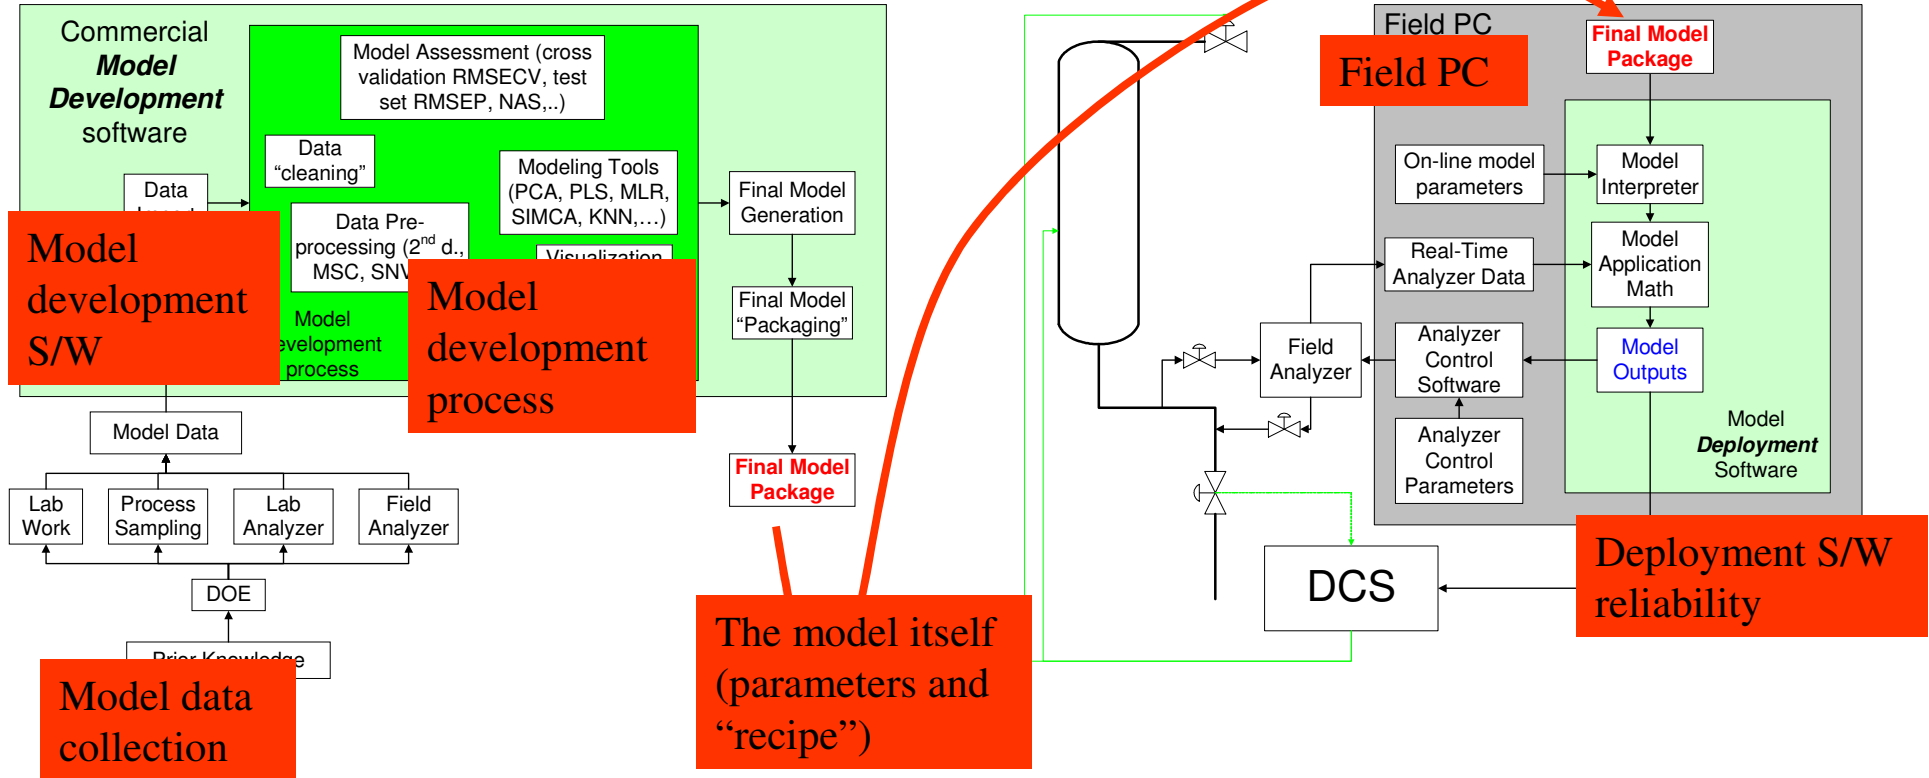 Commercial
Model
Development
software
Model Assessment (cross
validation RMSECV, test
set RMSEP, NAS,..)
Data
“cleaning”
Modeling Tools
(PCA, PLS, MLR,
SIMCA, KNN,…)
Data
Data Pre-
processing (2nd d.,
MSC, SNV
Visualization
Final Model
Generation
Final Model
“Packaging”
Final Model
Package
Model
process
Model
development
S/W
Model
development
process
Model Data
Lab
Work
Process
Sampling
Lab
Analyzer
Field
Analyzer
DOE
Prior Knowledge
Model data
collection
The model itself
(parameters and
“recipe”)
Field PC
Field PC
Final Model
Package
On-line model
parameters
Model
Interpreter
Real-Time
Analyzer Data
Model
Application
Math
Field
Analyzer
Analyzer
Control
Software
Model
Outputs
Analyzer
Control
Parameters
Model
Deployment
Software
DCS
Deployment S/W
reliability